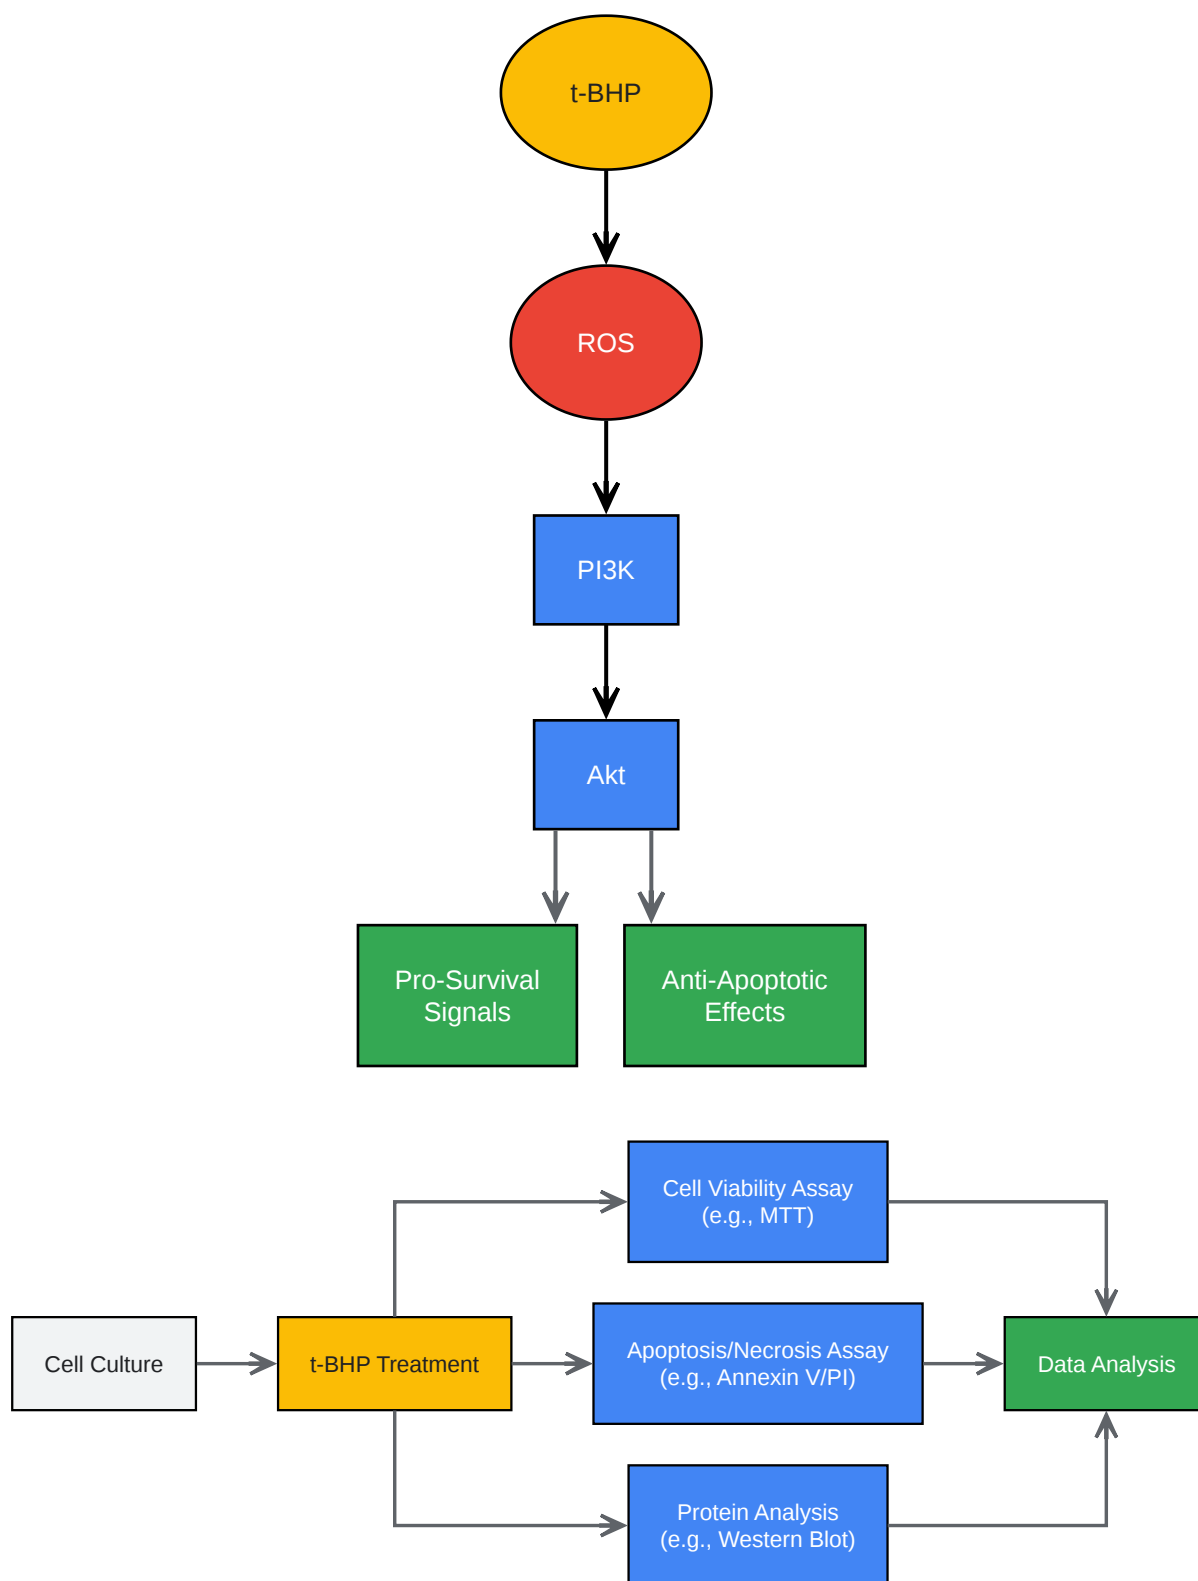 t-BHP
ROS
PI3K
Akt
Pro-Survival
Signals
Anti-Apoptotic
Effects
Cell Viability Assay
(e.g., MTT)
Cell Culture
t-BHP Treatment
Apoptosis/Necrosis Assay
(e.g., Annexin V/PI)
Data Analysis
Protein Analysis
(e.g., Western Blot)